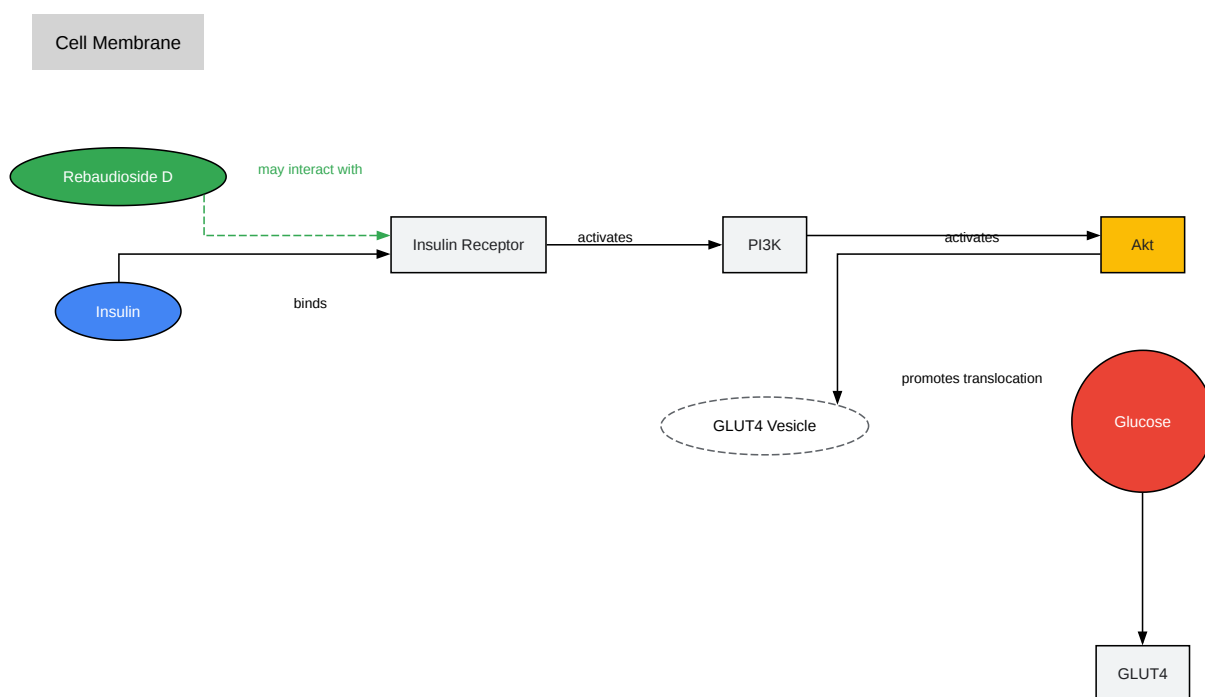 Cell Membrane
Rebaudioside D
may interact with
Insulin Receptor
activates
PI3K
activates
Akt
Insulin
binds
promotes translocation
GLUT4 Vesicle
Glucose
GLUT4